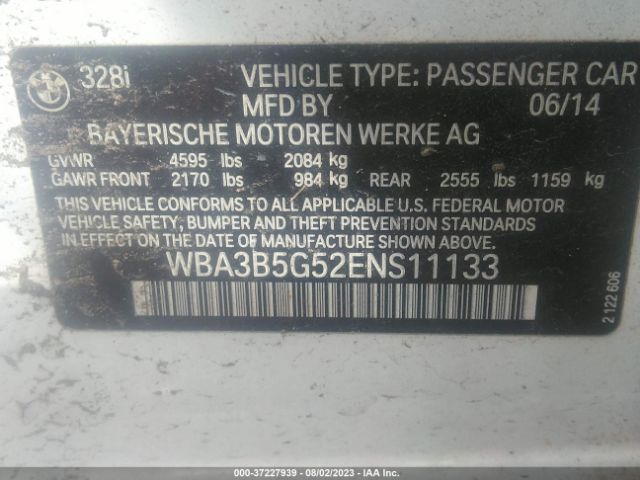 BMW
328i VEHICLE TYPE: PASSENGER CAR
MFD BY 06/14
BAYERISCHE MOTOREN WERKE AG
GVWR 4595 lbs 2084 kg
GAWR FRONT 2170 lbs 984 kg REAR 2555 lbs 1159 kg
THIS VEHICLE CONFORMS TO ALL APPLICABLE U.S. FEDERAL MOTOR
VEHICLE SAFETY, BUMPER AND THEFT PREVENTION STANDARDS
IN EFFECT ON THE DATE OF MANUFACTURE SHOWN ABOVE.
WBA3B5G52ENS11133
2 122 606
000-37227939 - 08/02/2023 - IAA Inc.